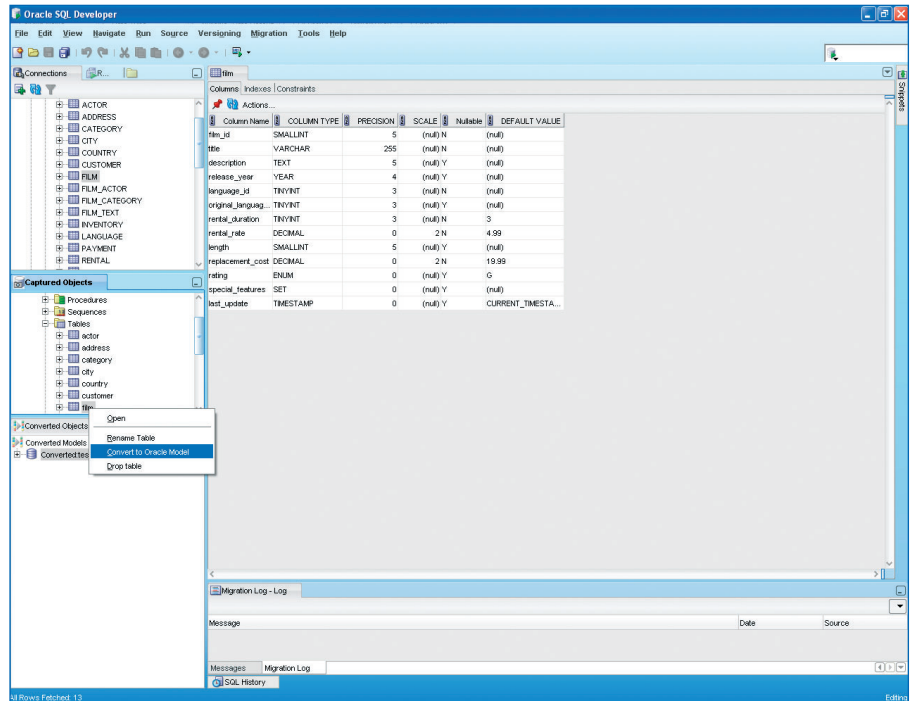 Oracle SQL Developer
File Edit View Navigate Run Source Versioning Migration Tools Help
Connections R...
ACTOR
ADDRESS
CATEGORY
CITY
COUNTRY
CUSTOMER
FILM
FILM_ACTOR
FILM_CATEGORY
FILM_TEXT
INVENTORY
LANGUAGE
PAYMENT
RENTAL
Captured Objects
Procedures
Sequences
Tables
actor
address
category
city
country
customer
film
Open
Rename Table
Convert to Oracle Model
Drop table
Converted Objects
Converted Models
Converted:tes
film
Columns Indexes Constraints
Actions...
Column Name COLUMN TYPE PRECISION SCALE Nullable DEFAULT VALUE
film_id SMALLINT 5 (null) N (null)
title VARCHAR 255 (null) N (null)
description TEXT 5 (null) Y (null)
release_year YEAR 4 (null) Y (null)
language_id TINYINT 3 (null) N (null)
original_languag... TINYINT 3 (null) Y (null)
rental_duration TINYINT 3 (null) N 3
rental_rate DECIMAL 0 2 N 4.99
length SMALLINT 5 (null) Y (null)
replacement_cost DECIMAL 0 2 N 19.99
rating ENUM 0 (null) Y G
special_features SET 0 (null) Y (null)
last_update TIMESTAMP 0 (null) Y CURRENT_TIMESTA...
Snippets
Migration Log - Log
Message Date Source
Messages Migration Log
SQL History
All Rows Fetched: 13 Editing